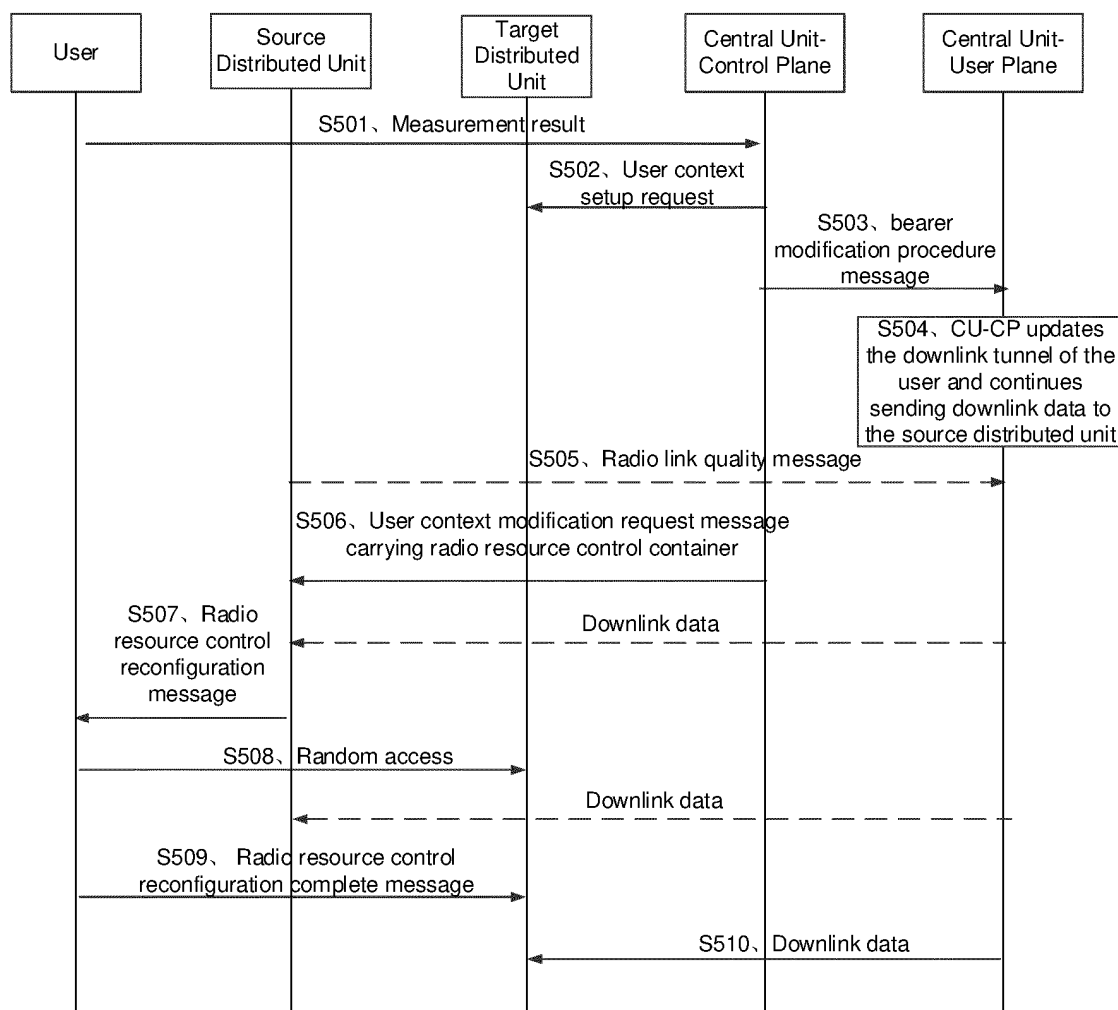 User
Source
Distributed Unit
Target
Distributed
Unit
Central Unit-
Control Plane
Central Unit-
User Plane
S501、Measurement result
S502、User context
setup request
S503、bearer
modification procedure
message
S504、CU-CP updates
the downlink tunnel of the
user and continues
sending downlink data to
the source distributed unit
S505、Radio link quality message
S506、User context modification request message
carrying radio resource control container
S507、Radio
resource control
reconfiguration
message
Downlink data
S508、Random access
Downlink data
S509、 Radio resource control
reconfiguration complete message
S510、Downlink data